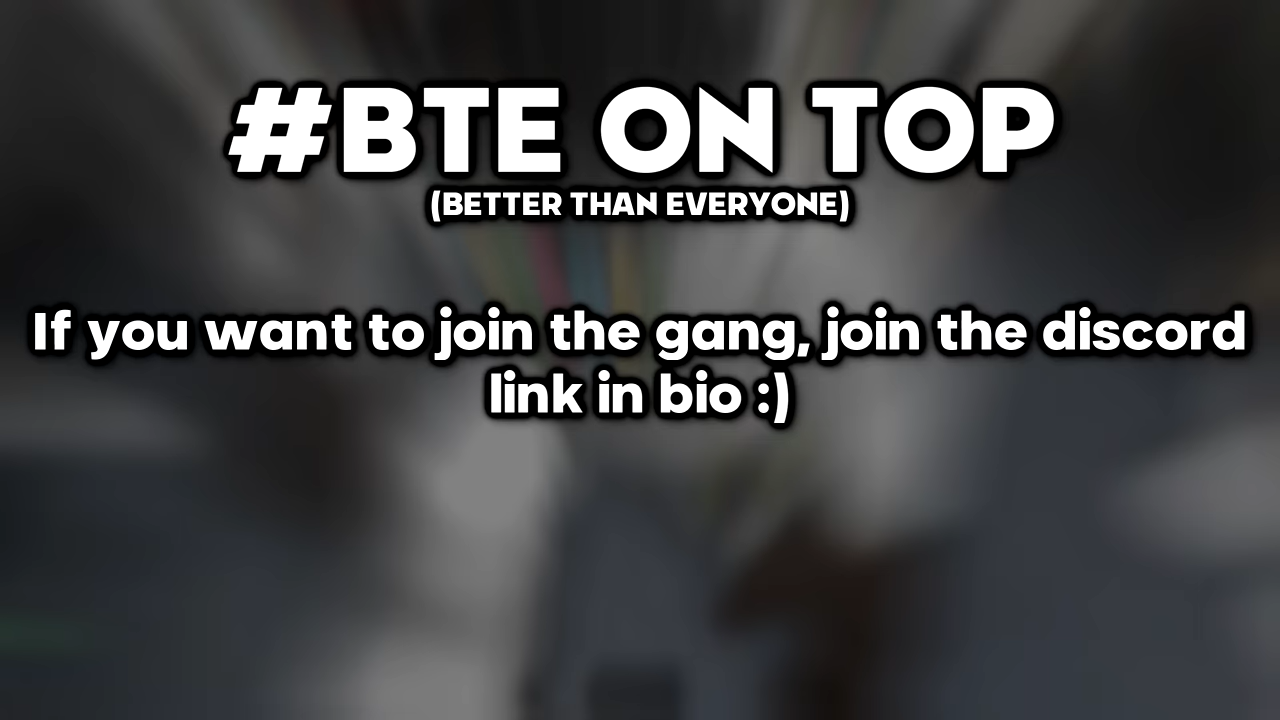 #BTE ON TOP
(BETTER THAN EVERYONE)
If you want to join the gang, join the discord
link in bio :)